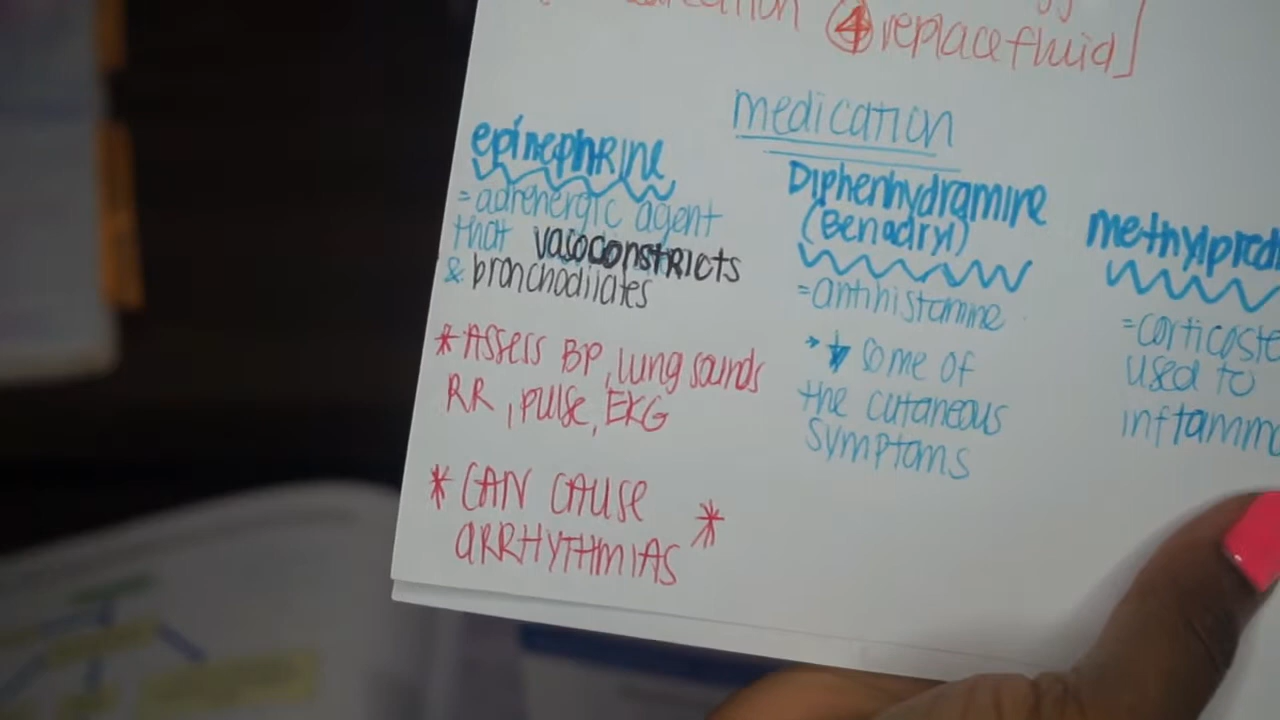 ④ replace fluid]
medication
epinephrine
= adrenergic agent
that vasoconstricts
& bronchodilates
* Assess BP, lung sounds
RR, pulse, EKG
* CAN CAUSE
ARRHYTHMIAS *
Diphenhydramine
(Benadryl)
= antihistamine
→ ↓ some of
the cutaneous
symptoms
methylpred
= corticoste
used to
inflamm